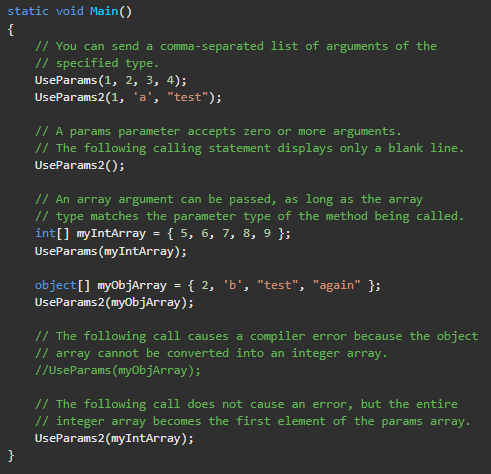 static void Main()
{
    // You can send a comma-separated list of arguments of the
    // specified type.
    UseParams(1, 2, 3, 4);
    UseParams2(1, 'a', "test");

    // A params parameter accepts zero or more arguments.
    // The following calling statement displays only a blank line.
    UseParams2();

    // An array argument can be passed, as long as the array
    // type matches the parameter type of the method being called.
    int[] myIntArray = { 5, 6, 7, 8, 9 };
    UseParams(myIntArray);

    object[] myObjArray = { 2, 'b', "test", "again" };
    UseParams2(myObjArray);

    // The following call causes a compiler error because the object
    // array cannot be converted into an integer array.
    //UseParams(myObjArray);

    // The following call does not cause an error, but the entire
    // integer array becomes the first element of the params array.
    UseParams2(myIntArray);
}